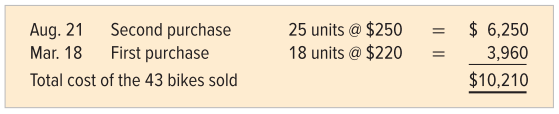 Aug. 21 Second purchase 25 units @ $250 = $ 6,250
Mar. 18 First purchase 18 units @ $220 = 3,960
Total cost of the 43 bikes sold $10,210